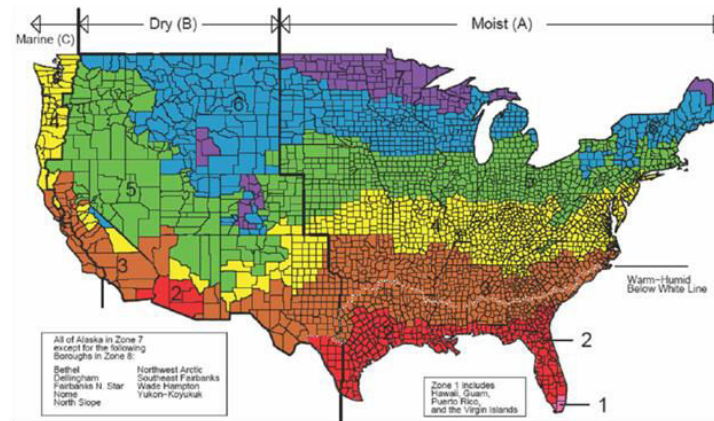 Dry (B)
Moist (A)
Marine (C)
7
6
4
5
5
4
3
3
2
Warm-Humid
Below White Line
2
1
All of Alaska in Zone 7
except for the following
Boroughs in Zone 8:
Bethel Northwest Arctic
Dellingham Southeast Fairbanks
Fairbanks N. Star Wade Hampton
Nome Yukon-Koyukuk
North Slope
Zone 1 includes
Hawaii, Guam,
Puerto Rico,
and the Virgin Islands